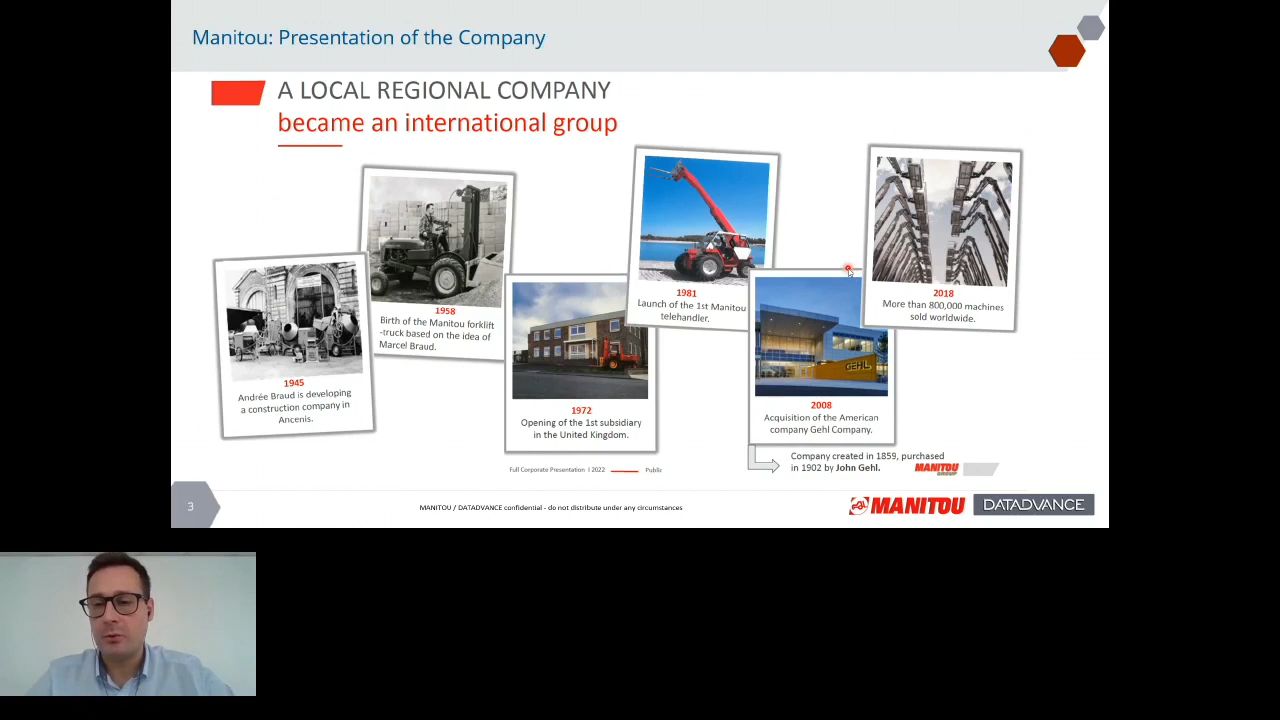 Manitou: Presentation of the Company
A LOCAL REGIONAL COMPANY
became an international group
1945
Andrée Braud is developing
a construction company in
Ancenis.
1958
Birth of the Manitou forklift
-truck based on the idea of
Marcel Braud.
1972
Opening of the 1st subsidiary
in the United Kingdom.
1981
Launch of the 1st Manitou
telehandler.
GEHL
2008
Acquisition of the American
company Gehl Company.
2018
More than 800,000 machines
sold worldwide.
Company created in 1859, purchased
in 1902 by John Gehl.
Full Corporate Presentation I 2022
Public
MANITOU
GROUP
3
MANITOU / DATADVANCE confidential - do not distribute under any circumstances
MANITOU
DATADVANCE